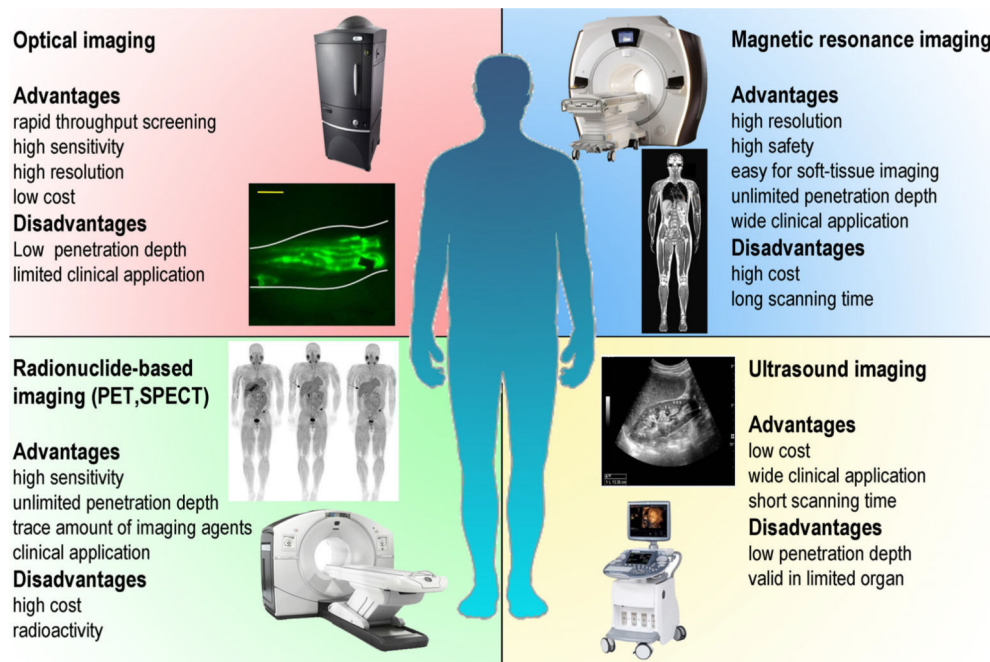 Optical imaging
Advantages
rapid throughput screening
high sensitivity
high resolution
low cost
Disadvantages
Low penetration depth
limited clinical application
Magnetic resonance imaging
Advantages
high resolution
high safety
easy for soft-tissue imaging
unlimited penetration depth
wide clinical application
Disadvantages
high cost
long scanning time
Radionuclide-based
imaging (PET,SPECT)
Advantages
high sensitivity
unlimited penetration depth
trace amount of imaging agents
clinical application
Disadvantages
high cost
radioactivity
Ultrasound imaging
Advantages
low cost
wide clinical application
short scanning time
Disadvantages
low penetration depth
valid in limited organ